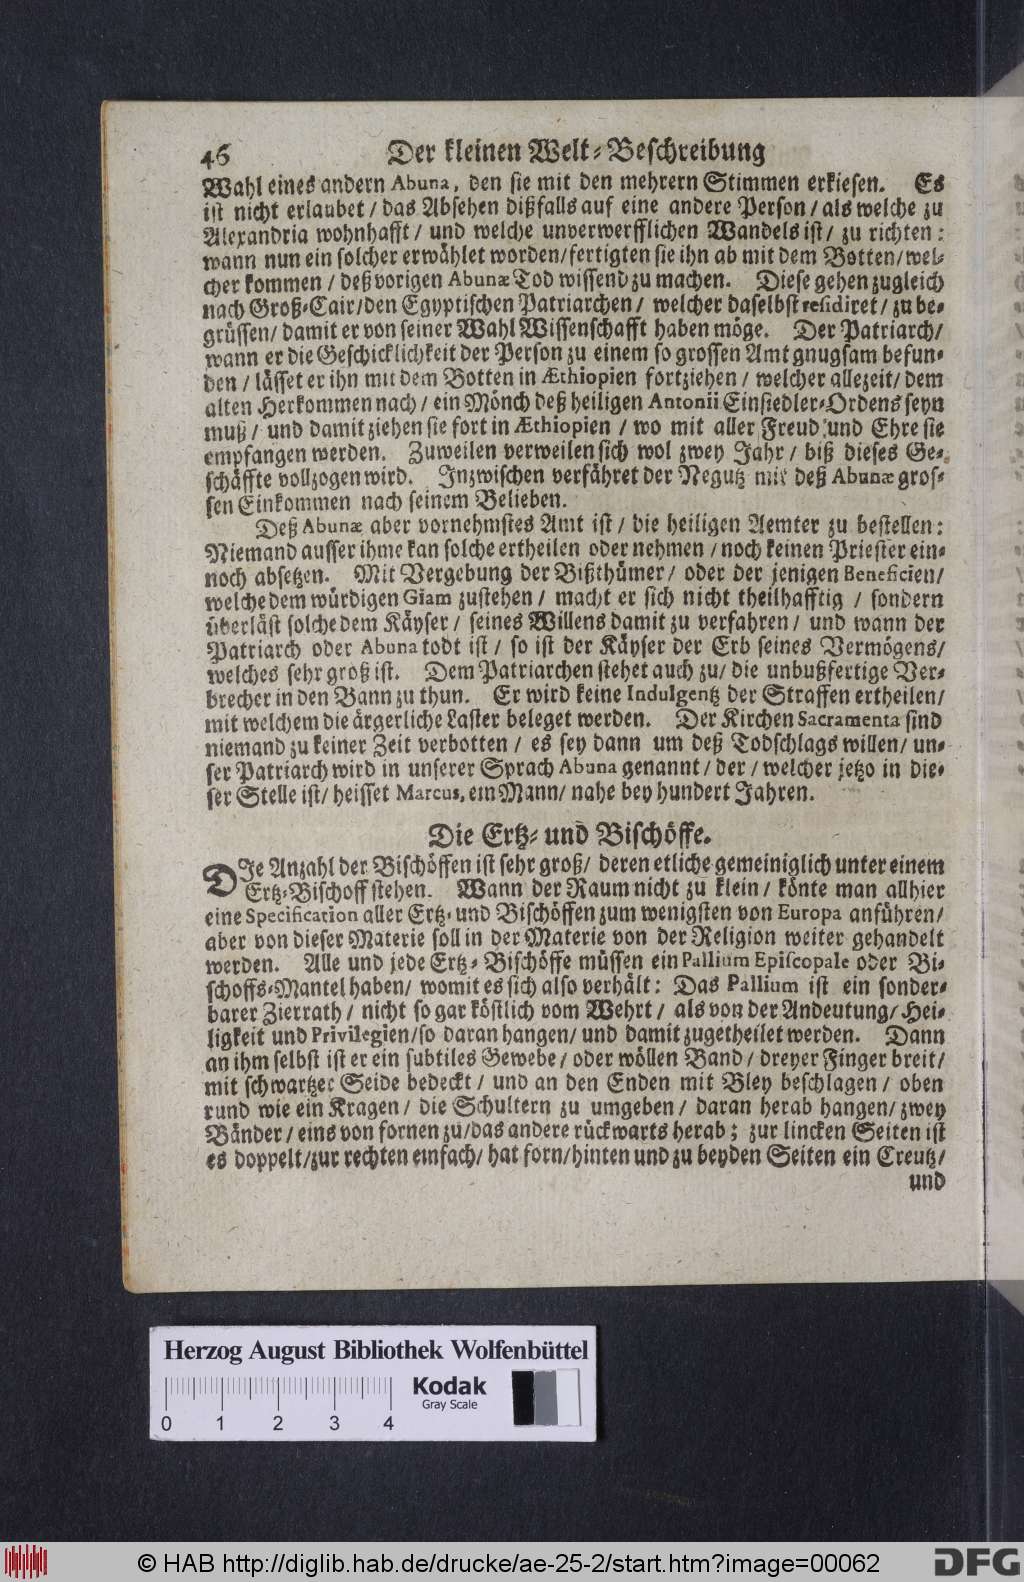 46 Der kleinen Welt-Beschreibung
Wahl eines andern Abuna, den sie mit den mehrern Stimmen erkiesen. Es
ist nicht erlaubet / das Absehen dißfalls auf eine andere Person / als welche zu
Alexandria wohnhafft / und welche unverwerfflichen Wandels ist / zu richten:
wann nun ein solcher erwählet worden / fertigten sie ihn ab mit dem Botten / wel-
cher kommen / deß vorigen Abunæ Tod wissend zu machen. Diese gehen zugleich
nach Groß-Cair / den Egyptischen Patriarchen / welcher daselbst residiret / zu be-
grüssen / damit er von seiner Wahl Wissenschafft haben möge. Der Patriarch /
wann er die Geschicklichkeit der Person zu einem so grossen Amt gnugsam befun-
den / lässet er ihn mit dem Botten in Æthiopien fortziehen / welcher allezeit / dem
alten Herkommen nach / ein Mönch deß heiligen Antonii Einsiedler-Ordens seyn
muß / und damit ziehen sie fort in Æthiopien / wo mit aller Freud und Ehre sie
empfangen werden. Zuweilen verweilen sich wol zwey Jahr / biß dieses Ge-
schäffte vollzogen wird. Inzwischen verfähret der Negutz mit deß Abunæ gros-
sen Einkommen nach seinem Belieben.
Deß Abunæ aber vornehmstes Amt ist / die heiligen Aemter zu bestellen:
Niemand ausser ihme kan solche ertheilen oder nehmen / noch keinen Priester ein-
noch absetzen. Mit Vergebung der Bißthümer / oder der jenigen Beneficien /
welche dem würdigen Giam zustehen / macht er sich nicht theilhafftig / sondern
überläst solche dem Käyser / seines Willens damit zu verfahren / und wann der
Patriarch oder Abuna todt ist / so ist der Käyser der Erb seines Vermögens /
welches sehr groß ist. Dem Patriarchen stehet auch zu / die unbußfertige Ver-
brecher in den Bann zu thun. Er wird keine Indulgentz der Straffen ertheilen /
mit welchem die ärgerliche Laster beleget werden. Der Kirchen Sacramenta sind
niemand zu keiner Zeit verbotten / es sey dann um deß Todschlags willen / un-
ser Patriarch wird in unserer Sprach Abuna genannt / der / welcher jetzo in die-
ser Stelle ist / heisset Marcus, ein Mann / nahe bey hundert Jahren.
Die Ertz- und Bischöffe.
DIe Anzahl der Bischöffen ist sehr groß / deren etliche gemeiniglich unter einem
Ertz-Bischoff stehen. Wann der Raum nicht zu klein / könte man allhier
eine Specification aller Ertz- und Bischöffen zum wenigsten von Europa anführen /
aber von dieser Materie soll in der Materie von der Religion weiter gehandelt
werden. Alle und jede Ertz-Bischöffe müssen ein Pallium Episcopale oder Bi-
schoffs-Mantel haben / womit es sich also verhält: Das Pallium ist ein sonder-
barer Zierrath / nicht so gar köstlich vom Wehrt / als von der Andeutung / Hei-
ligkeit und Privilegien / so daran hangen / und damit zugetheilet werden. Dann
an ihm selbst ist er ein subtiles Gewebe / oder wöllen Band / dreyer Finger breit /
mit schwartzer Seide bedeckt / und an den Enden mit Bley beschlagen / oben
rund wie ein Kragen / die Schultern zu umgeben / daran herab hangen / zwey
Bänder / eins von fornen zu / das andere rückwarts herab; zur lincken Seiten ist
es doppelt / zur rechten einfach / hat forn / hinten und zu beyden Seiten ein Creutz /
und
Herzog August Bibliothek Wolfenbüttel
0 1 2 3 4
Kodak
Gray Scale
© HAB http://diglib.hab.de/drucke/ae-25-2/start.htm?image=00062
DFG